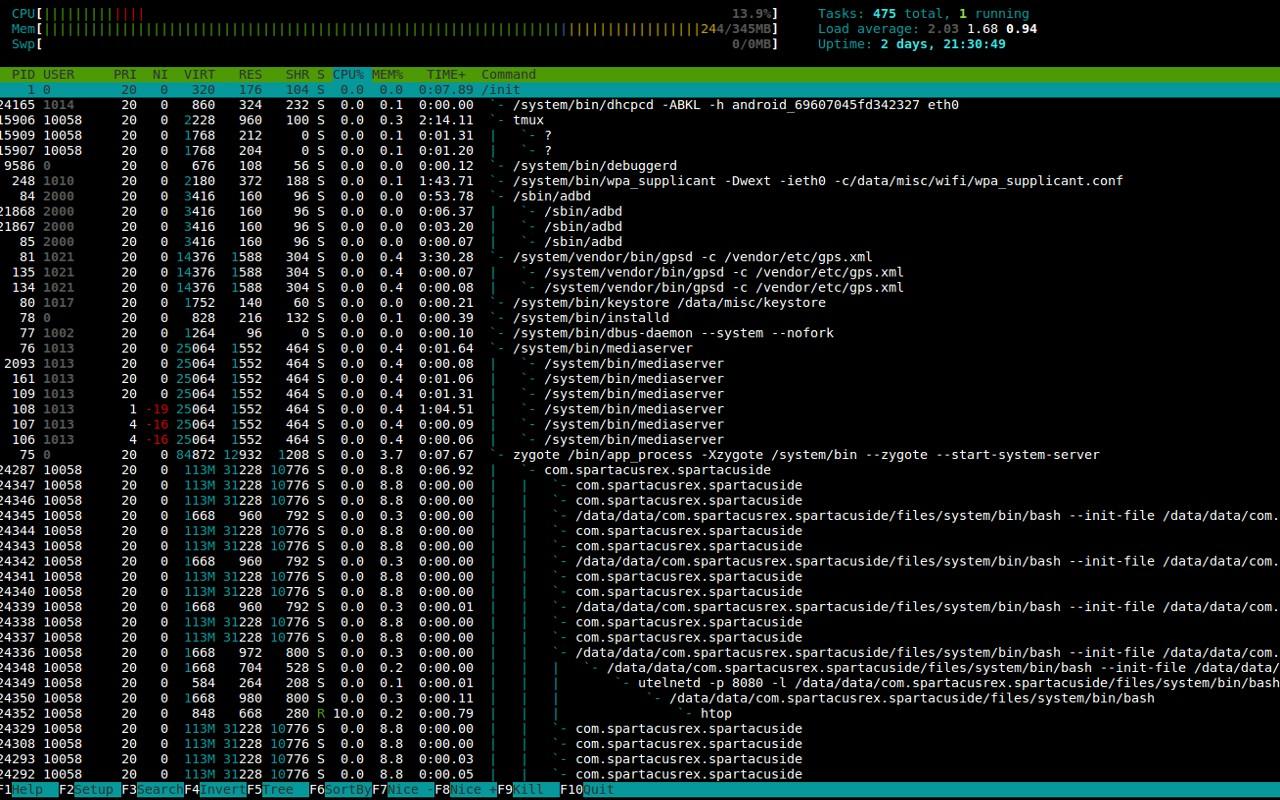 CPU[|||||||||||||                                                                          13.9%]     Tasks: 475 total, 1 running
Mem[||||||||||||||||||||||||||||||||||||||||||||||||||||||||||||||||||||||||||||||||||||244/345MB]     Load average: 2.03 1.68 0.94
Swp[                                                                                       0/0MB]     Uptime: 2 days, 21:30:49
PID USER PRI NI VIRT RES SHR S CPU% MEM% TIME+ Command
1 0 20 0 320 176 104 S 0.0 0.0 0:07.89 /init
24165 1014 20 0 860 324 232 S 0.0 0.1 0:00.00 `- /system/bin/dhcpcd -ABKL -h android_69607045fd342327 eth0
15906 10058 20 0 2228 960 100 S 0.0 0.3 2:14.11 `- tmux
15909 10058 20 0 1768 212 0 S 0.0 0.1 0:01.31 | `- ?
15907 10058 20 0 1768 204 0 S 0.0 0.1 0:01.20 | `- ?
9586 0 20 0 676 108 56 S 0.0 0.0 0:00.12 `- /system/bin/debuggerd
248 1010 20 0 2180 372 188 S 0.0 0.1 1:43.71 `- /system/bin/wpa_supplicant -Dwext -ieth0 -c/data/misc/wifi/wpa_supplicant.conf
84 2000 20 0 3416 160 96 S 0.0 0.0 0:53.78 `- /sbin/adbd
21868 2000 20 0 3416 160 96 S 0.0 0.0 0:06.37 | `- /sbin/adbd
21867 2000 20 0 3416 160 96 S 0.0 0.0 0:03.20 | `- /sbin/adbd
85 2000 20 0 3416 160 96 S 0.0 0.0 0:00.07 | `- /sbin/adbd
81 1021 20 0 14376 1588 304 S 0.0 0.4 3:30.28 `- /system/vendor/bin/gpsd -c /vendor/etc/gps.xml
135 1021 20 0 14376 1588 304 S 0.0 0.4 0:00.07 | `- /system/vendor/bin/gpsd -c /vendor/etc/gps.xml
134 1021 20 0 14376 1588 304 S 0.0 0.4 0:00.08 | `- /system/vendor/bin/gpsd -c /vendor/etc/gps.xml
80 1017 20 0 1752 140 60 S 0.0 0.0 0:00.21 `- /system/bin/keystore /data/misc/keystore
78 0 20 0 828 216 132 S 0.0 0.1 0:00.39 `- /system/bin/installd
77 1002 20 0 1264 96 0 S 0.0 0.0 0:00.10 `- /system/bin/dbus-daemon --system --nofork
76 1013 20 0 25064 1552 464 S 0.0 0.4 0:01.64 `- /system/bin/mediaserver
2093 1013 20 0 25064 1552 464 S 0.0 0.4 0:00.08 | `- /system/bin/mediaserver
161 1013 20 0 25064 1552 464 S 0.0 0.4 0:01.06 | `- /system/bin/mediaserver
109 1013 20 0 25064 1552 464 S 0.0 0.4 0:01.31 | `- /system/bin/mediaserver
108 1013 1 -19 25064 1552 464 S 0.0 0.4 1:04.51 | `- /system/bin/mediaserver
107 1013 4 -16 25064 1552 464 S 0.0 0.4 0:00.09 | `- /system/bin/mediaserver
106 1013 4 -16 25064 1552 464 S 0.0 0.4 0:00.06 | `- /system/bin/mediaserver
75 0 20 0 84872 12932 1208 S 0.0 3.7 0:07.67 `- zygote /bin/app_process -Xzygote /system/bin --zygote --start-system-server
24287 10058 20 0 113M 31228 10776 S 0.0 8.8 0:06.92 | `- com.spartacusrex.spartacuside
24347 10058 20 0 113M 31228 10776 S 0.0 8.8 0:00.00 | | `- com.spartacusrex.spartacuside
24346 10058 20 0 113M 31228 10776 S 0.0 8.8 0:00.00 | | `- com.spartacusrex.spartacuside
24345 10058 20 0 1668 960 792 S 0.0 0.3 0:00.00 | | `- /data/data/com.spartacusrex.spartacuside/files/system/bin/bash --init-file /data/data/com.
24344 10058 20 0 113M 31228 10776 S 0.0 8.8 0:00.00 | | `- com.spartacusrex.spartacuside
24343 10058 20 0 113M 31228 10776 S 0.0 8.8 0:00.00 | | `- com.spartacusrex.spartacuside
24342 10058 20 0 1668 960 792 S 0.0 0.3 0:00.00 | | `- /data/data/com.spartacusrex.spartacuside/files/system/bin/bash --init-file /data/data/com.
24341 10058 20 0 113M 31228 10776 S 0.0 8.8 0:00.00 | | `- com.spartacusrex.spartacuside
24340 10058 20 0 113M 31228 10776 S 0.0 8.8 0:00.00 | | `- com.spartacusrex.spartacuside
24339 10058 20 0 1668 960 792 S 0.0 0.3 0:00.01 | | `- /data/data/com.spartacusrex.spartacuside/files/system/bin/bash --init-file /data/data/com.
24338 10058 20 0 113M 31228 10776 S 0.0 8.8 0:00.00 | | `- com.spartacusrex.spartacuside
24337 10058 20 0 113M 31228 10776 S 0.0 8.8 0:00.00 | | `- com.spartacusrex.spartacuside
24336 10058 20 0 1668 972 800 S 0.0 0.3 0:00.00 | | `- /data/data/com.spartacusrex.spartacuside/files/system/bin/bash --init-file /data/data/com.
24348 10058 20 0 1668 704 528 S 0.0 0.2 0:00.00 | | | `- /data/data/com.spartacusrex.spartacuside/files/system/bin/bash --init-file /data/data/
24349 10058 20 0 584 264 208 S 0.0 0.1 0:00.01 | | | `- utelnetd -p 8080 -l /data/data/com.spartacusrex.spartacuside/files/system/bin/bash
24350 10058 20 0 1668 980 800 S 0.0 0.3 0:00.11 | | | `- /data/data/com.spartacusrex.spartacuside/files/system/bin/bash
24352 10058 20 0 848 668 280 R 10.0 0.2 0:00.79 | | | `- htop
24329 10058 20 0 113M 31228 10776 S 0.0 8.8 0:00.00 | | `- com.spartacusrex.spartacuside
24308 10058 20 0 113M 31228 10776 S 0.0 8.8 0:00.00 | | `- com.spartacusrex.spartacuside
24293 10058 20 0 113M 31228 10776 S 0.0 8.8 0:00.03 | | `- com.spartacusrex.spartacuside
24292 10058 20 0 113M 31228 10776 S 0.0 8.8 0:00.05 | | `- com.spartacusrex.spartacuside
F1Help F2Setup F3SearchF4InvertF5Tree F6SortByF7Nice -F8Nice +F9Kill F10Quit